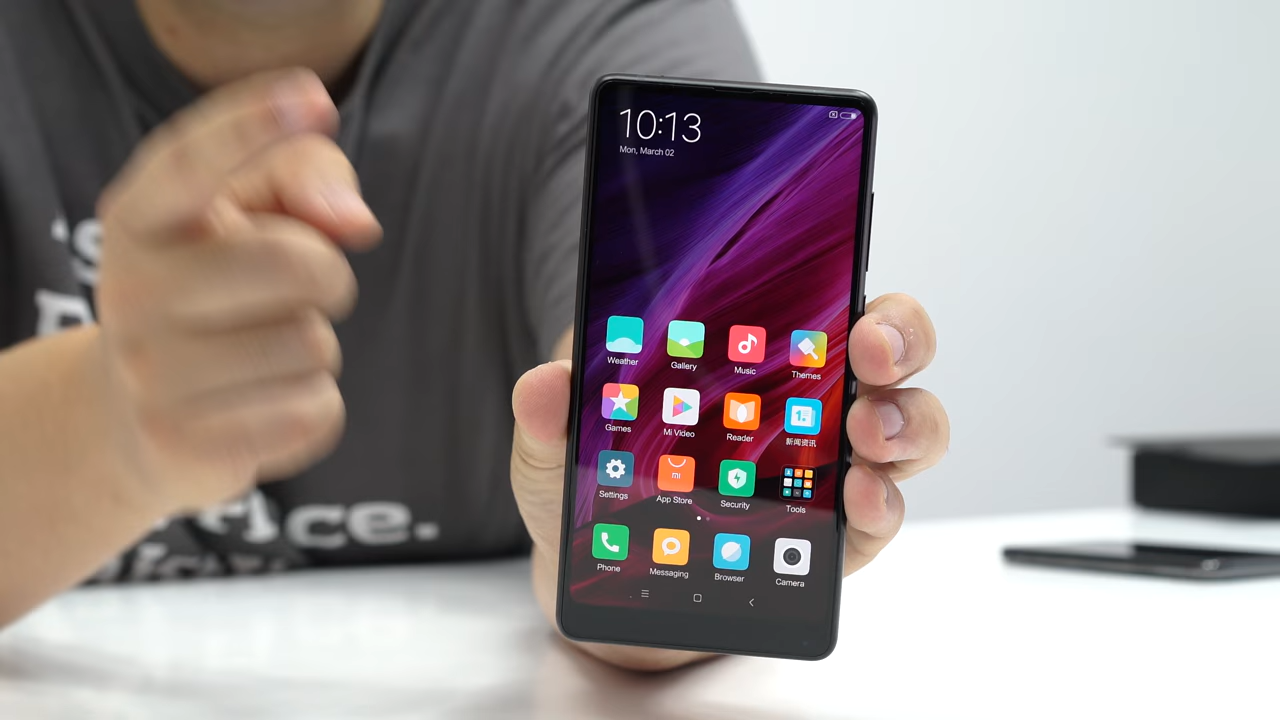 10:13
Mon, March 02
Weather Gallery Music Themes
Games Mi Video Reader 新闻资讯
Settings App Store Security Tools
Phone Messaging Browser Camera